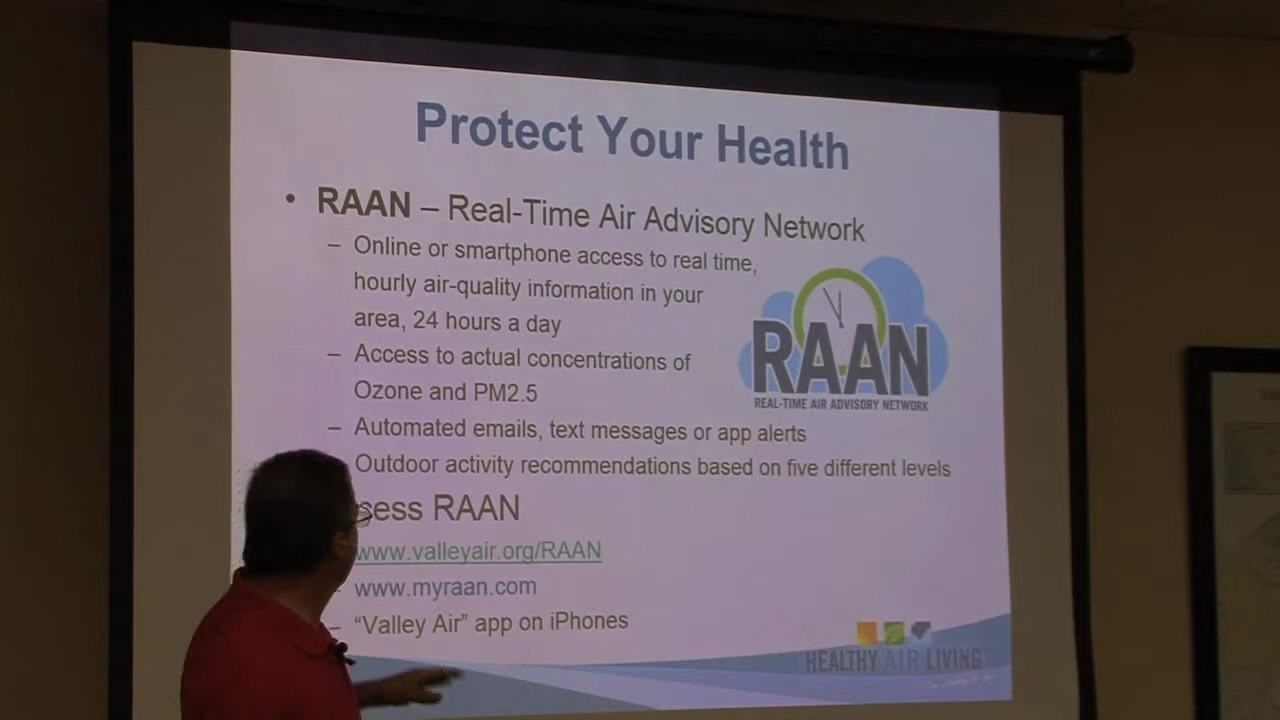 Protect Your Health
• RAAN – Real-Time Air Advisory Network
– Online or smartphone access to real time,
hourly air-quality information in your
area, 24 hours a day
– Access to actual concentrations of
Ozone and PM2.5
– Automated emails, text messages or app alerts
Outdoor activity recommendations based on five different levels
RAAN
REAL-TIME AIR ADVISORY NETWORK
RAAN
www.valleyair.org/RAAN
– www.myraan.com
– “Valley Air” app on iPhones
HEALTHY AIR LIVING